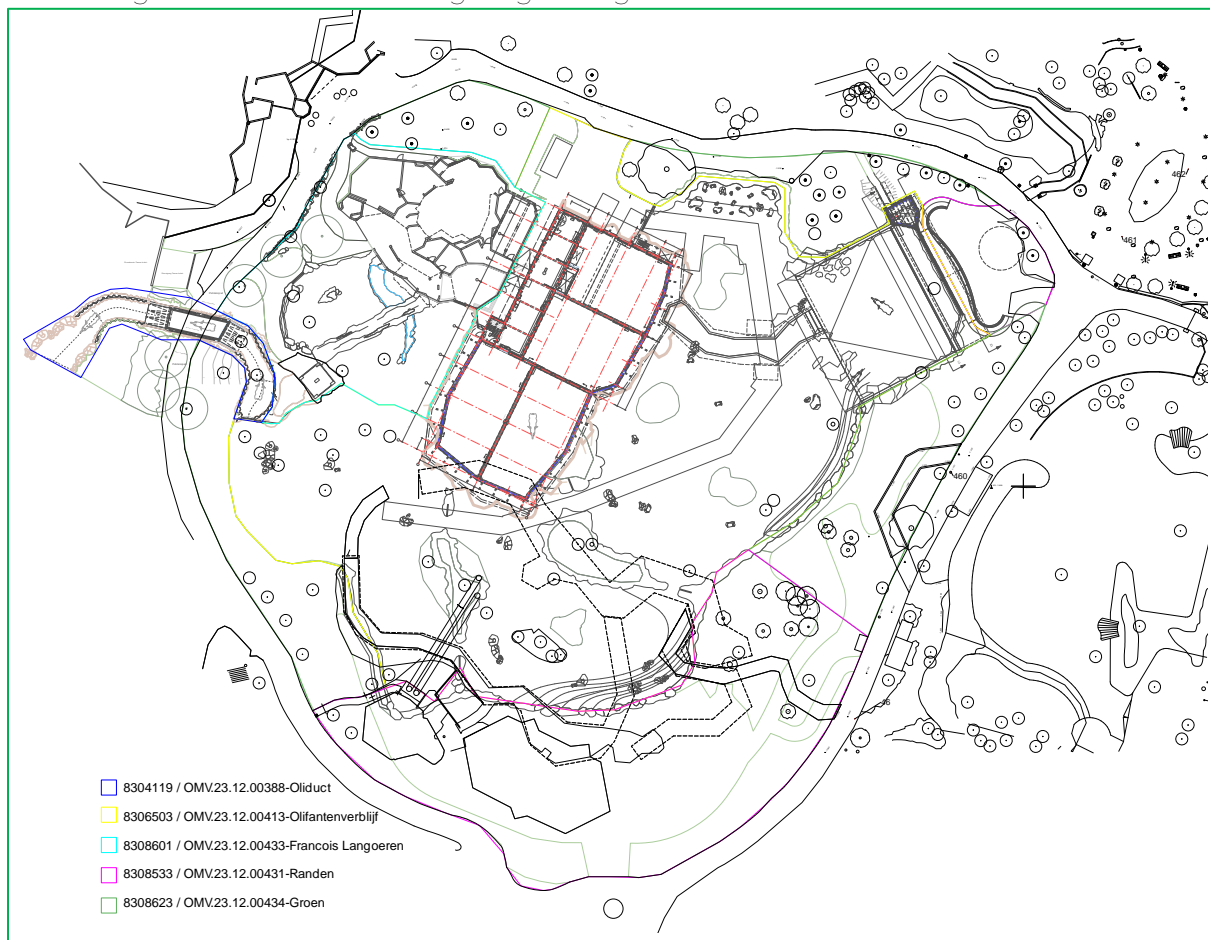 462
461
460
46
8304119 / OMV.23.12.00388-Oliduct
8306503 / OMV.23.12.00413-Olifantenverblijf
8308601 / OMV.23.12.00433-Francois Langoeren
8308533 / OMV.23.12.00431-Randen
8308623 / OMV.23.12.00434-Groen